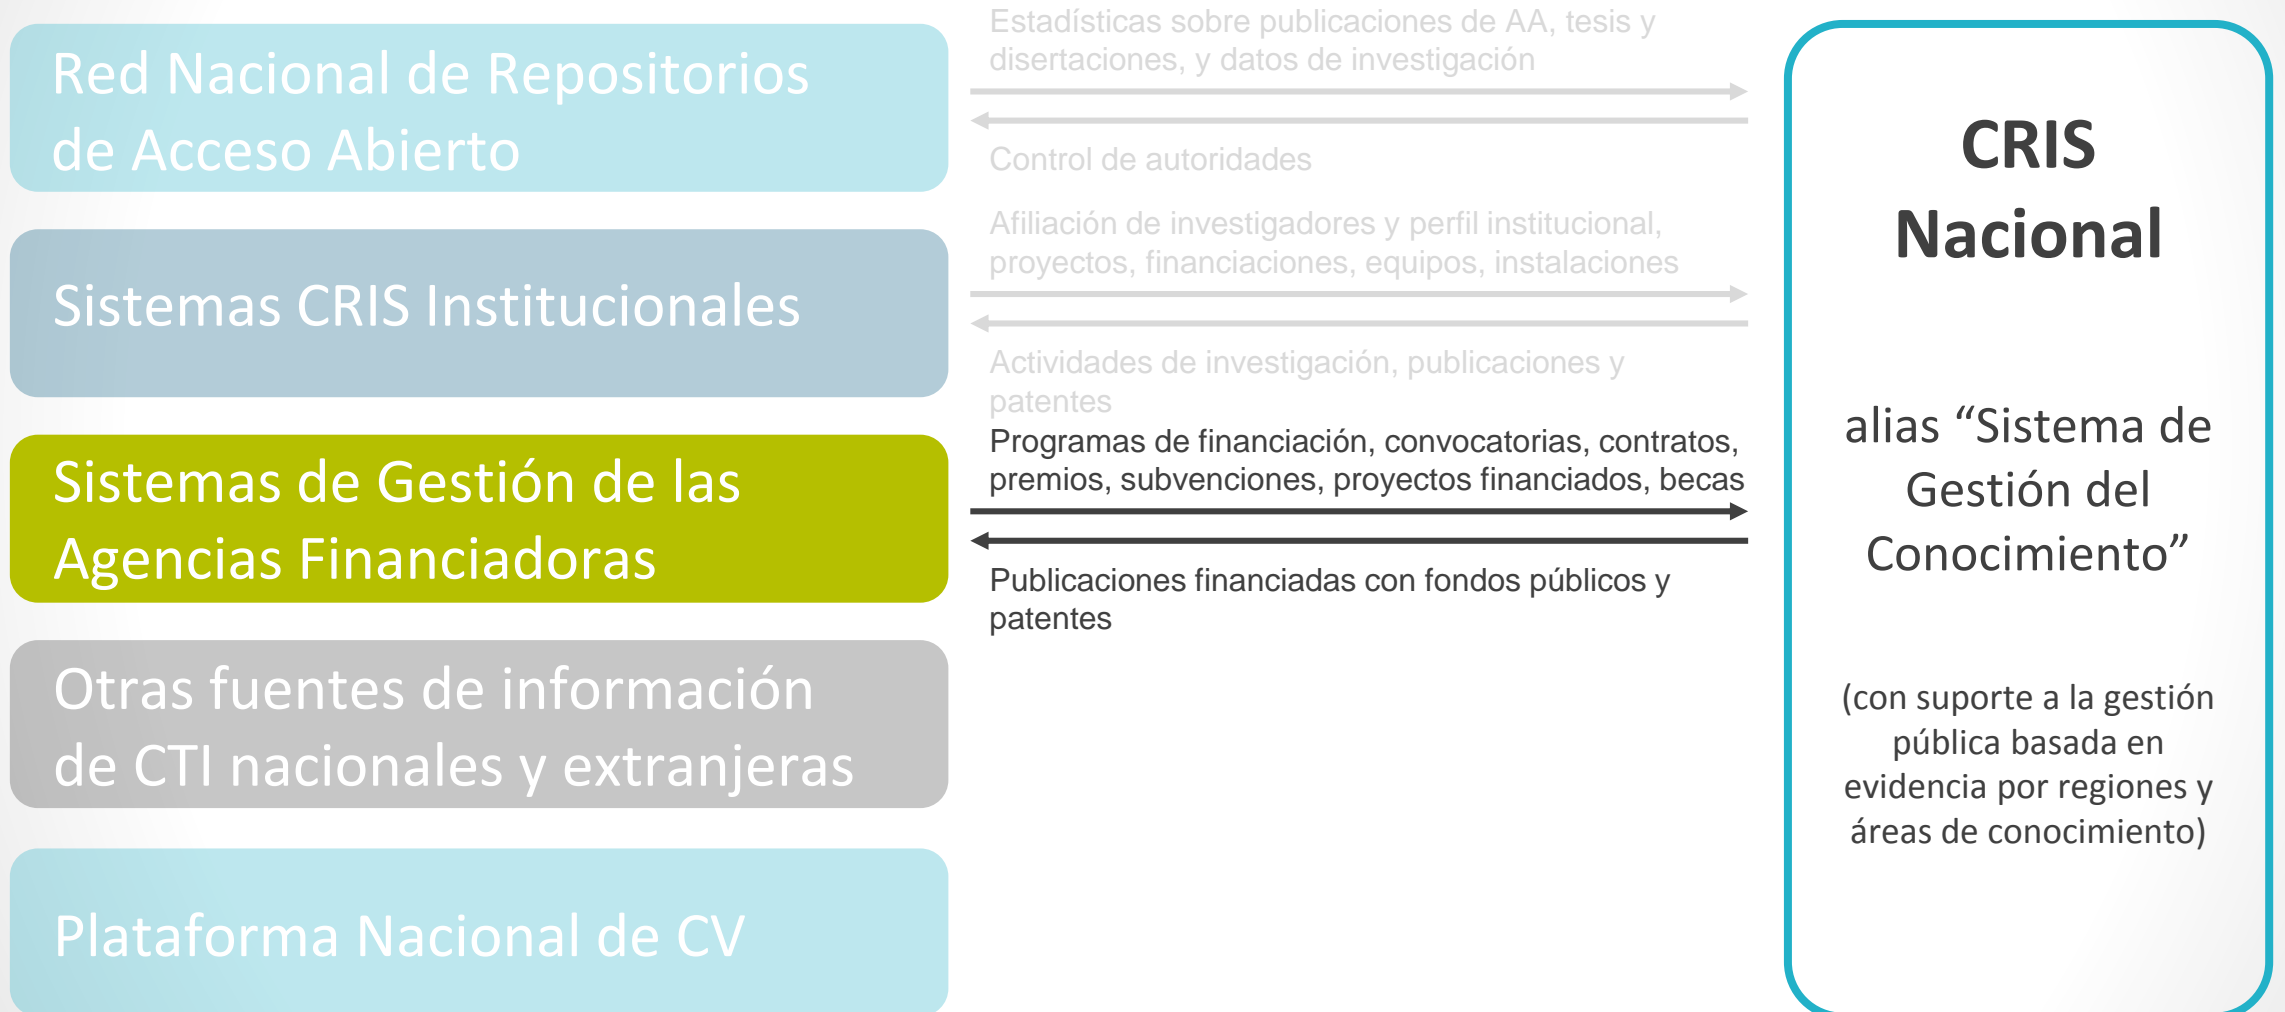 Red Nacional de Repositorios
de Acceso Abierto
Estadísticas sobre publicaciones de AA, tesis y
disertaciones, y datos de investigación
Control de autoridades
Sistemas CRIS Institucionales
Afiliación de investigadores y perfil institucional,
proyectos, financiaciones, equipos, instalaciones
Actividades de investigación, publicaciones y
patentes
Sistemas de Gestión de las
Agencias Financiadoras
Programas de financiación, convocatorias, contratos,
premios, subvenciones, proyectos financiados, becas
Publicaciones financiadas con fondos públicos y
patentes
Otras fuentes de información
de CTI nacionales y extranjeras
Plataforma Nacional de CV
CRIS
Nacional
alias “Sistema de
Gestión del
Conocimiento”
(con suporte a la gestión
pública basada en
evidencia por regiones y
áreas de conocimiento)